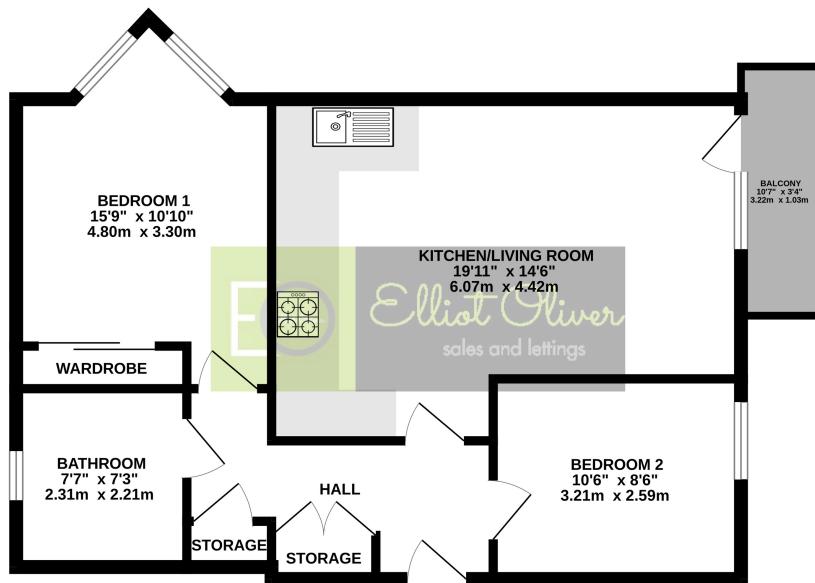 BEDROOM 1
15'9" x 10'10"
4.80m x 3.30m
BALCONY
10'7" x 3'4"
3.22m x 1.03m
KITCHEN/LIVING ROOM
19'11" x 14'6"
6.07m x 4.42m
EO
Elliot Oliver
sales and lettings
WARDROBE
BATHROOM
7'7" x 7'3"
2.31m x 2.21m
BEDROOM 2
10'6" x 8'6"
3.21m x 2.59m
HALL
STORAGE
STORAGE